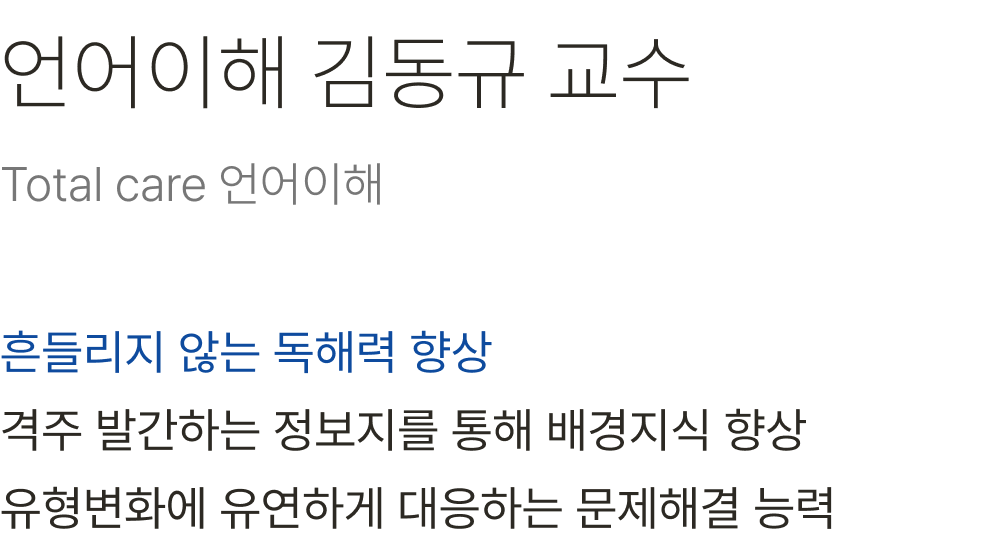 언어이해 김동규 교수
Total care 언어이해
흔들리지 않는 독해력 향상
격주 발간하는 정보지를 통해 배경지식 향상
유형변화에 유연하게 대응하는 문제해결 능력